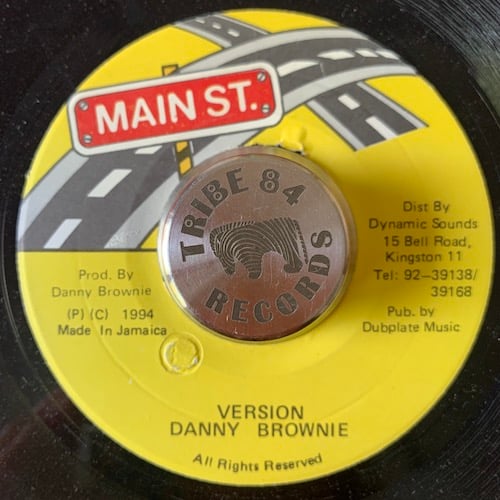 MAIN ST.
TRIBE 84
RECORDS
Prod. By
Danny Brownie
(P) (C) 1994
Made In Jamaica
Dist By
Dynamic Sounds
15 Bell Road,
Kingston 11
Tel: 92-39138/
39168
Pub. by
Dubplate Music
VERSION
DANNY BROWNIE
All Rights Reserved